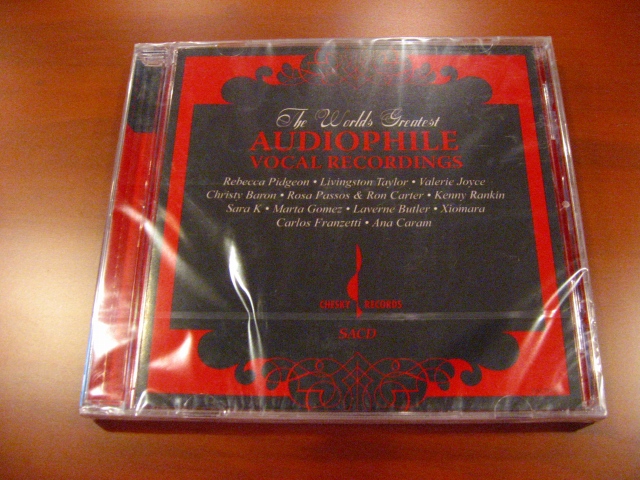 The World's Greatest
AUDIOPHILE
VOCAL RECORDINGS
Rebecca Pidgeon • Livingston Taylor • Valerie Joyce
Christy Baron • Rosa Passos & Ron Carter • Kenny Rankin
Sara K • Marta Gomez • Laverne Butler • Xiomara
Carlos Franzetti • Ana Caram
CHESKY RECORDS
SACD